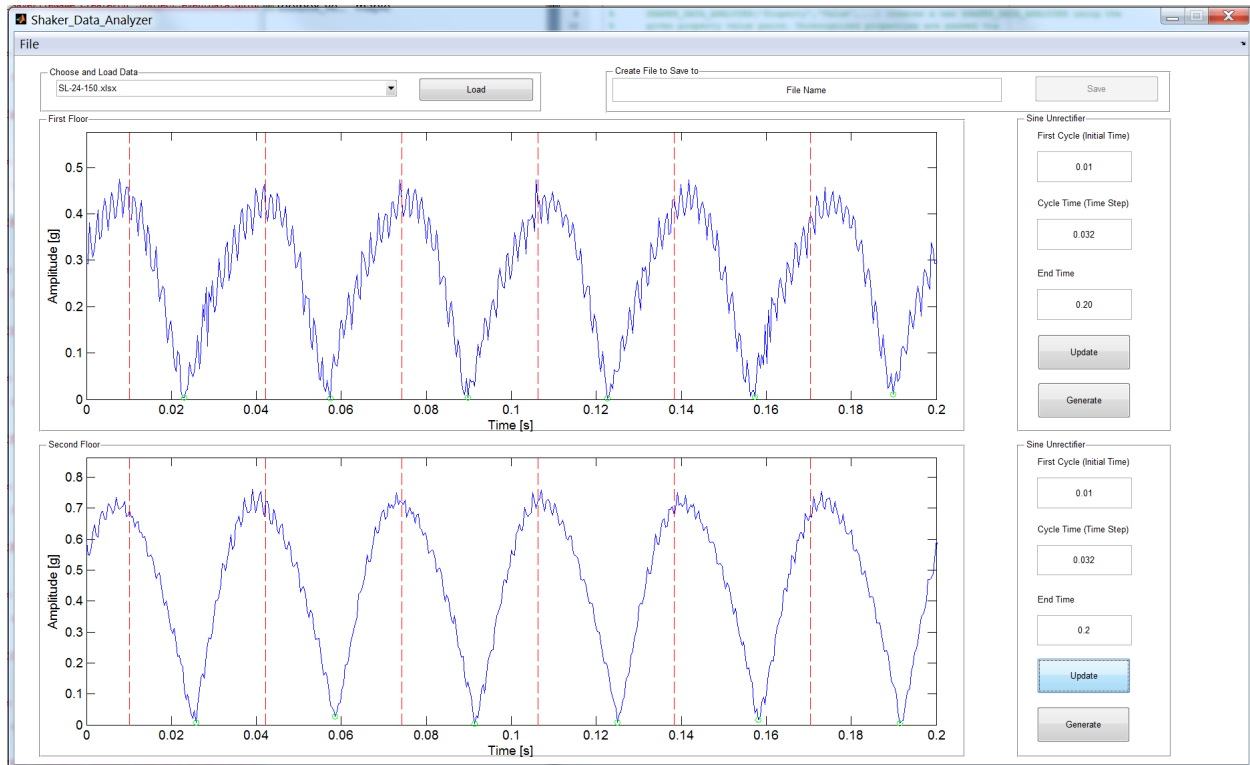 Shaker_Data_Analyzer
File
Choose and Load Data
SL-24-150.xlsx
Load
Create File to Save to
File Name
Save
First Floor
Amplitude [g]
0.5
0.4
0.3
0.2
0.1
0
0 0.02 0.04 0.06 0.08 0.1 0.12 0.14 0.16 0.18 0.2
Time [s]
Sine Unrectifier
First Cycle (Initial Time)
0.01
Cycle Time (Time Step)
0.032
End Time
0.20
Update
Generate
Second Floor
Amplitude [g]
0.8
0.7
0.6
0.5
0.4
0.3
0.2
0.1
0
0 0.02 0.04 0.06 0.08 0.1 0.12 0.14 0.16 0.18 0.2
Time [s]
Sine Unrectifier
First Cycle (Initial Time)
0.01
Cycle Time (Time Step)
0.032
End Time
0.2
Update
Generate